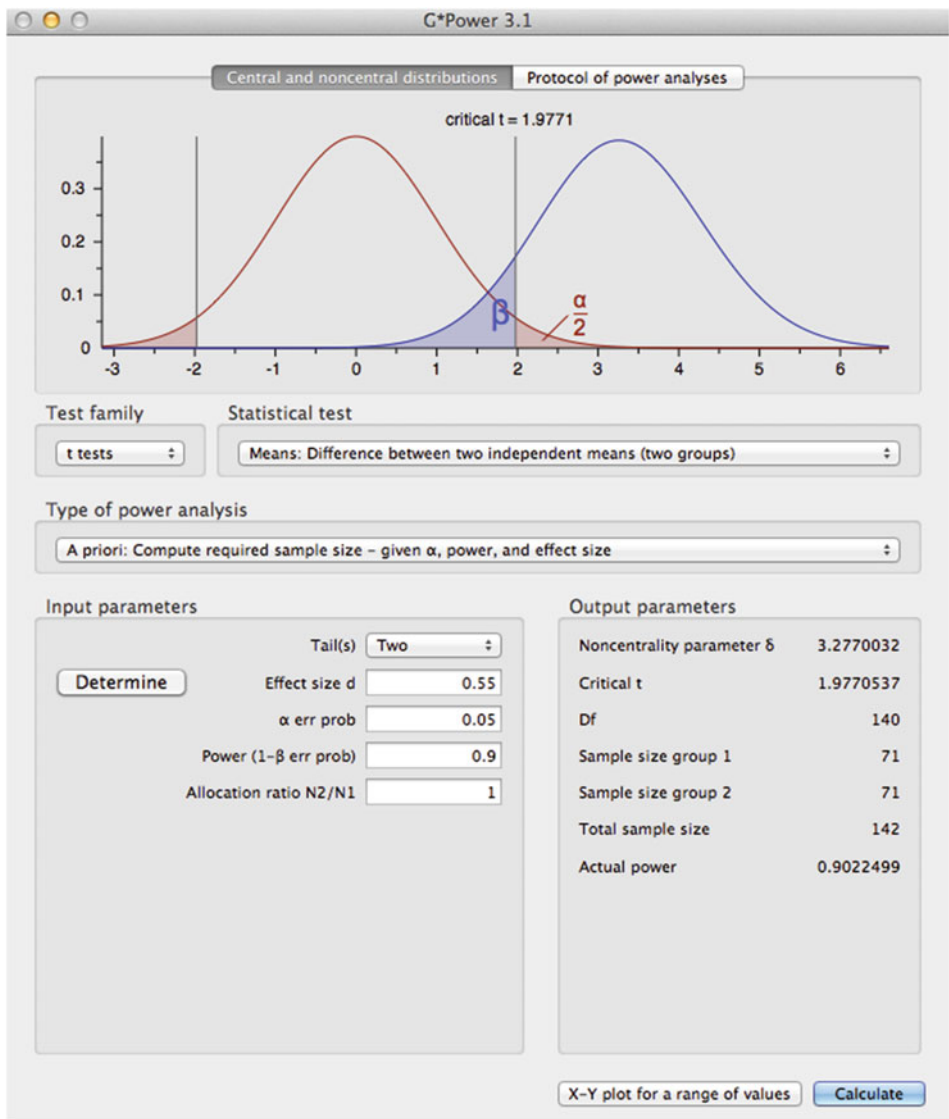 G*Power 3.1
Central and noncentral distributions Protocol of power analyses
critical t = 1.9771
0.3
0.2
0.1
0
β
α
2
-3 -2 -1 0 1 2 3 4 5 6
Test family Statistical test
t tests Means: Difference between two independent means (two groups)
Type of power analysis
A priori: Compute required sample size – given α, power, and effect size
Input parameters Output parameters
Tail(s) Two Noncentrality parameter δ 3.2770032
Determine Effect size d 0.55 Critical t 1.9770537
α err prob 0.05 Df 140
Power (1-β err prob) 0.9 Sample size group 1 71
Allocation ratio N2/N1 1 Sample size group 2 71
Total sample size 142
Actual power 0.9022499
X-Y plot for a range of values Calculate